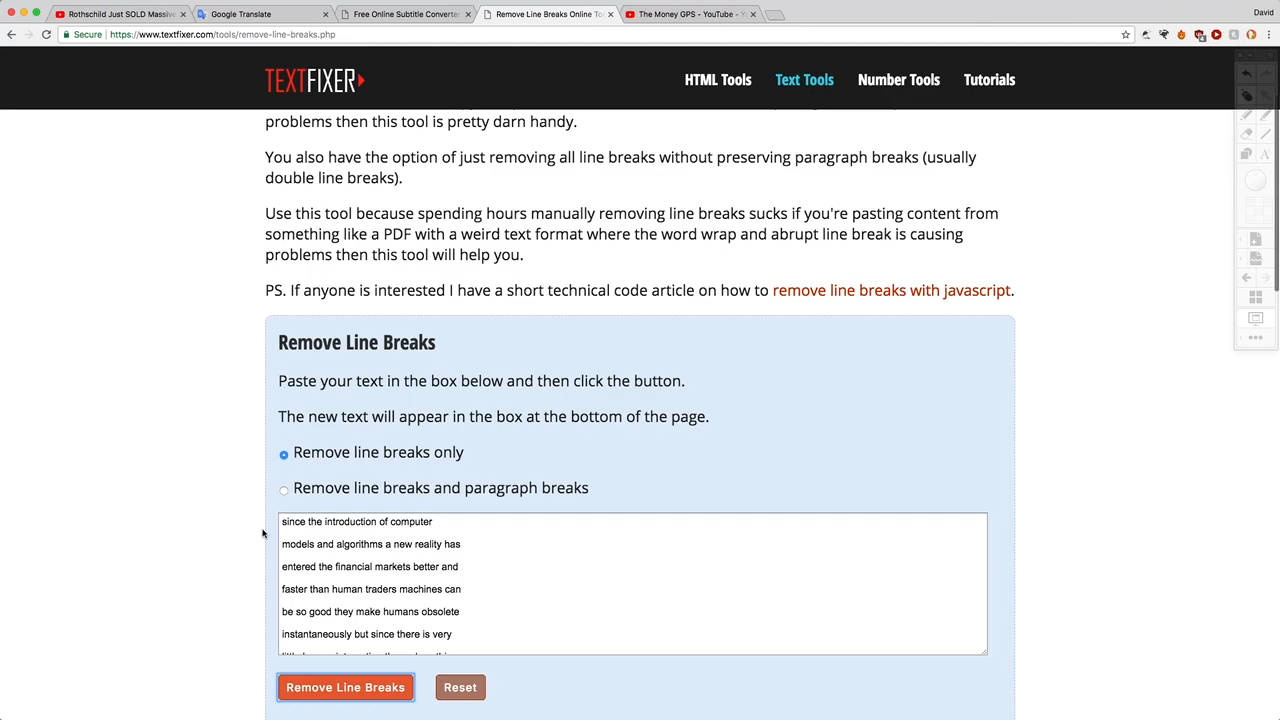 Rothschild Just SOLD Massive
Google Translate
Free Online Subtitle Converter
Remove Line Breaks Online To
The Money GPS - YouTube - Y
David
Secure
https://www.textfixer.com/tools/remove-line-breaks.php
TEXTFIXER
HTML Tools
Text Tools
Number Tools
Tutorials
problems then this tool is pretty darn handy.
You also have the option of just removing all line breaks without preserving paragraph breaks (usually
double line breaks).
Use this tool because spending hours manually removing line breaks sucks if you're pasting content from
something like a PDF with a weird text format where the word wrap and abrupt line break is causing
problems then this tool will help you.
PS. If anyone is interested I have a short technical code article on how to remove line breaks with javascript.
Remove Line Breaks
Paste your text in the box below and then click the button.
The new text will appear in the box at the bottom of the page.
Remove line breaks only
Remove line breaks and paragraph breaks
since the introduction of computer
models and algorithms a new reality has
entered the financial markets better and
faster than human traders machines can
be so good they make humans obsolete
instantaneously but since there is very
Remove Line Breaks
Reset